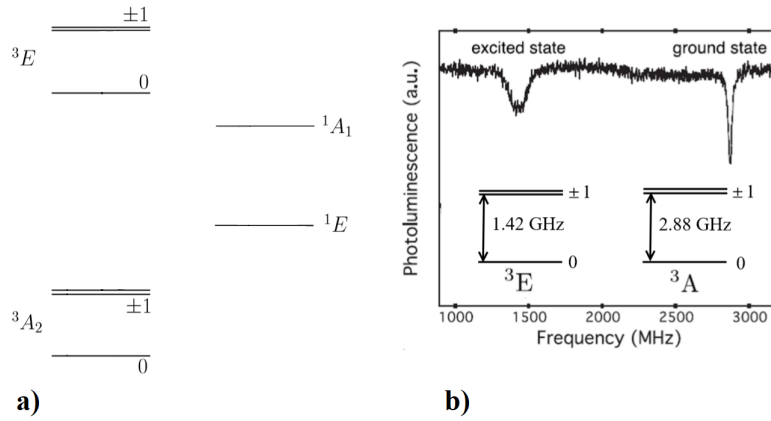 ±1
³E
0
¹A₁
¹E
±1
³A₂
0
a)
excited state
ground state
Photoluminescence (a.u.)
±1
1.42 GHz
0
³E
±1
2.88 GHz
0
³A
1000
1500
2000
2500
3000
Frequency (MHz)
b)